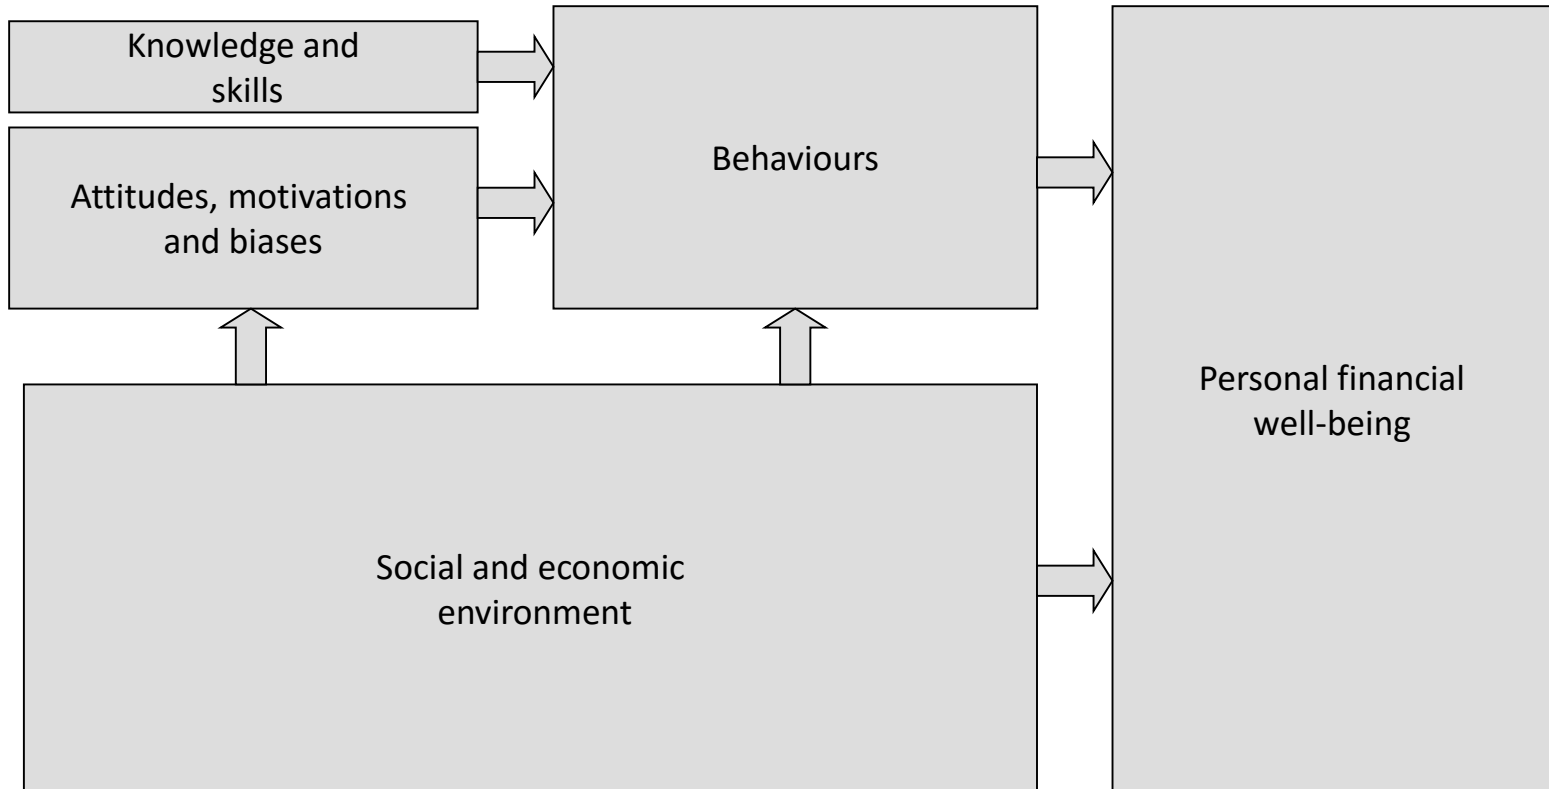 Knowledge and
skills
Attitudes, motivations
and biases
Behaviours
Social and economic
environment
Personal financial
well-being